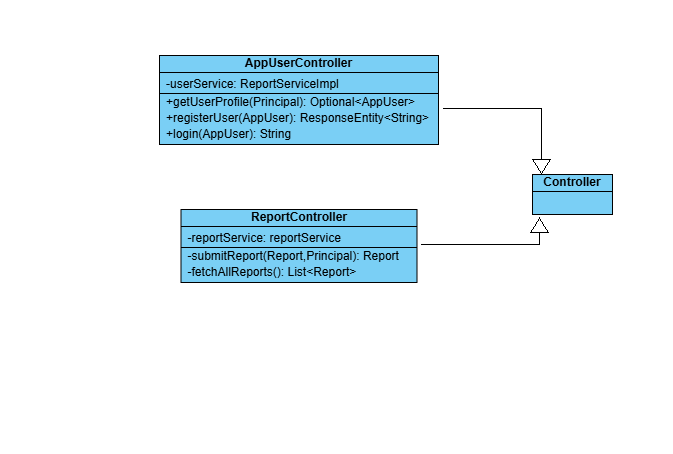 AppUserController
-userService: ReportServiceImpl
+getUserProfile(Principal): Optional<AppUser>
+registerUser(AppUser): ResponseEntity<String>
+login(AppUser): String
Controller
ReportController
-reportService: reportService
-submitReport(Report,Principal): Report
-fetchAllReports(): List<Report>